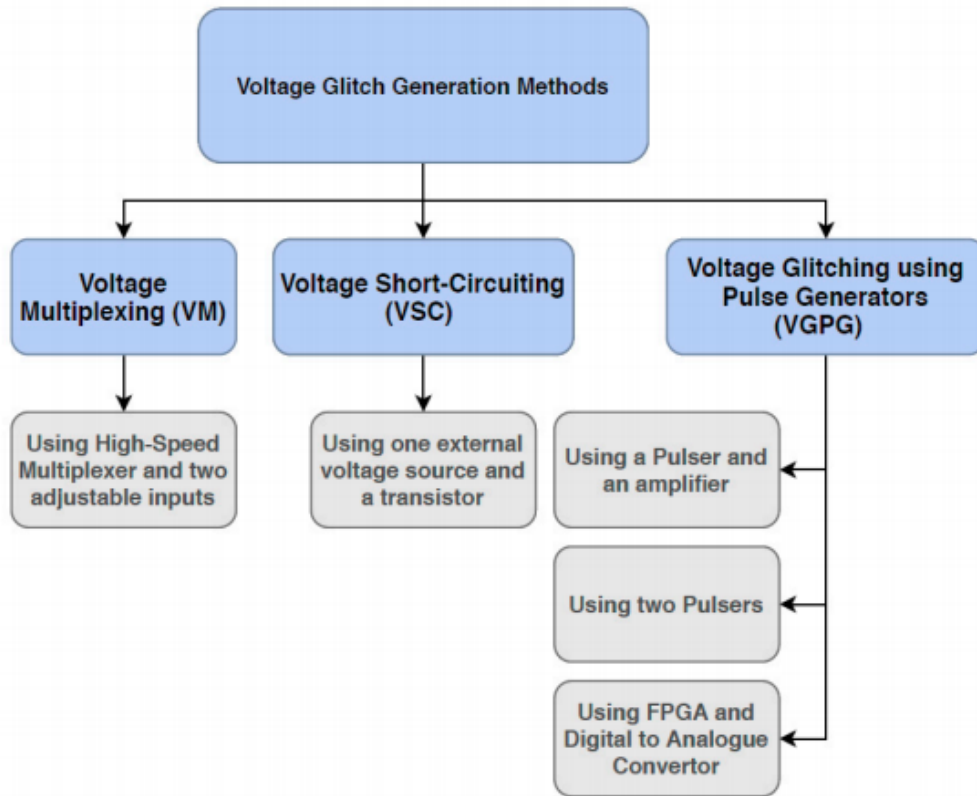 Voltage Glitch Generation Methods
Voltage
Multiplexing (VM)
Voltage Short-Circuiting
(VSC)
Voltage Glitching using
Pulse Generators
(VGPG)
Using High-Speed
Multiplexer and two
adjustable inputs
Using one external
voltage source and
a transistor
Using a Pulser and
an amplifier
Using two Pulsers
Using FPGA and
Digital to Analogue
Convertor